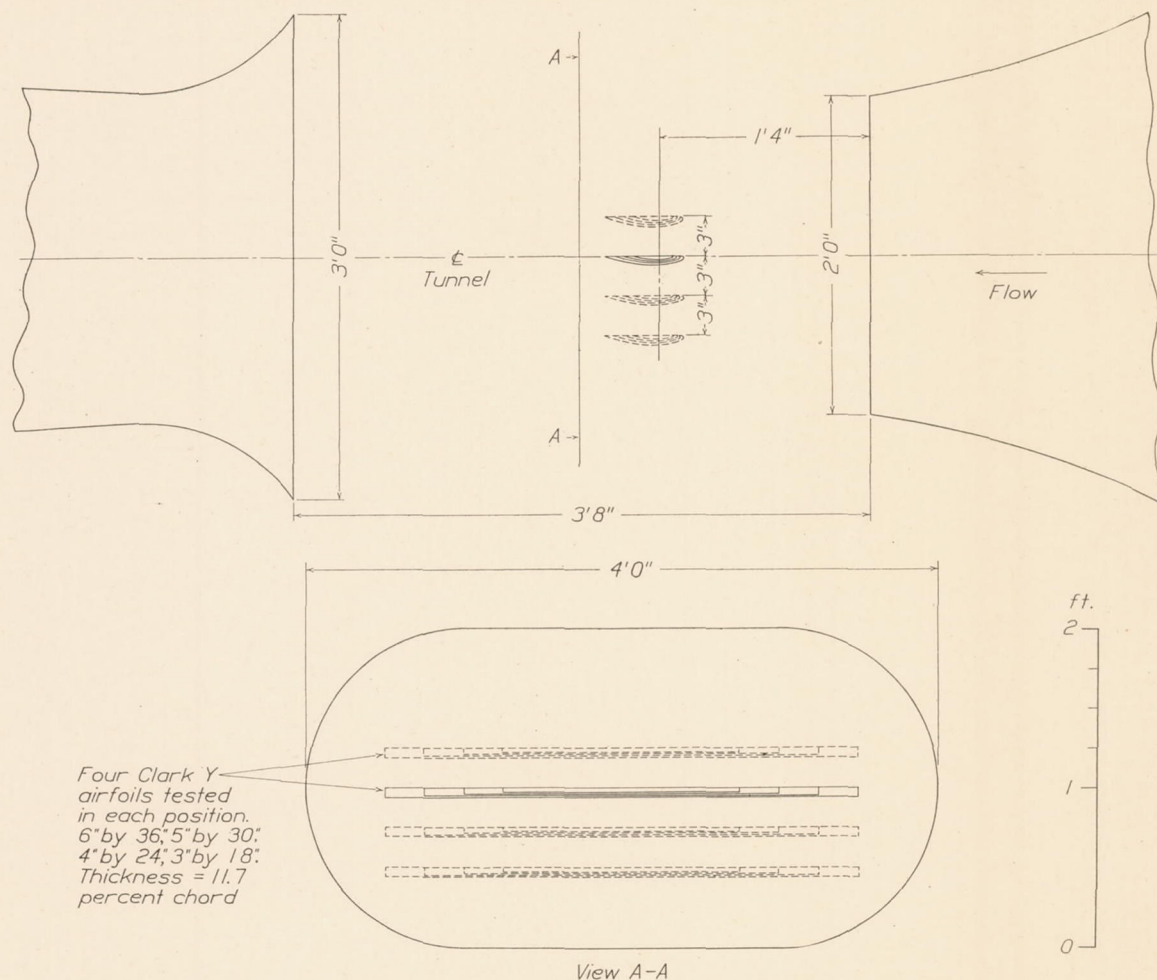 A
1'4"
3'0"
℄
Tunnel
3"
3"
3"
2'0"
Flow
A
3'8"
4'0"
ft.
2
1
0
Four Clark Y
airfoils tested
in each position.
6" by 36," 5" by 30,"
4" by 24," 3" by 18."
Thickness = 11.7
percent chord
View A-A